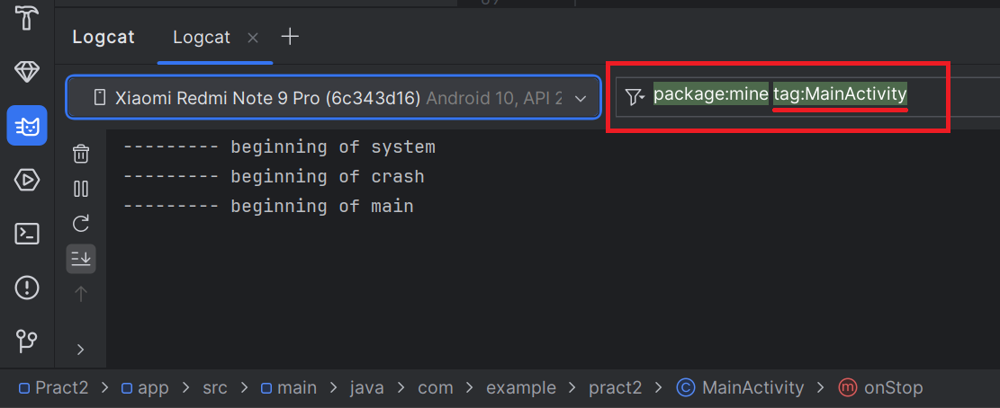 Logcat Logcat
Xiaomi Redmi Note 9 Pro (6c343d16) Android 10, API 2
package:mine tag:MainActivity
--------- beginning of system
--------- beginning of crash
--------- beginning of main
Pract2 > app > src > main > java > com > example > pract2 > MainActivity > onStop